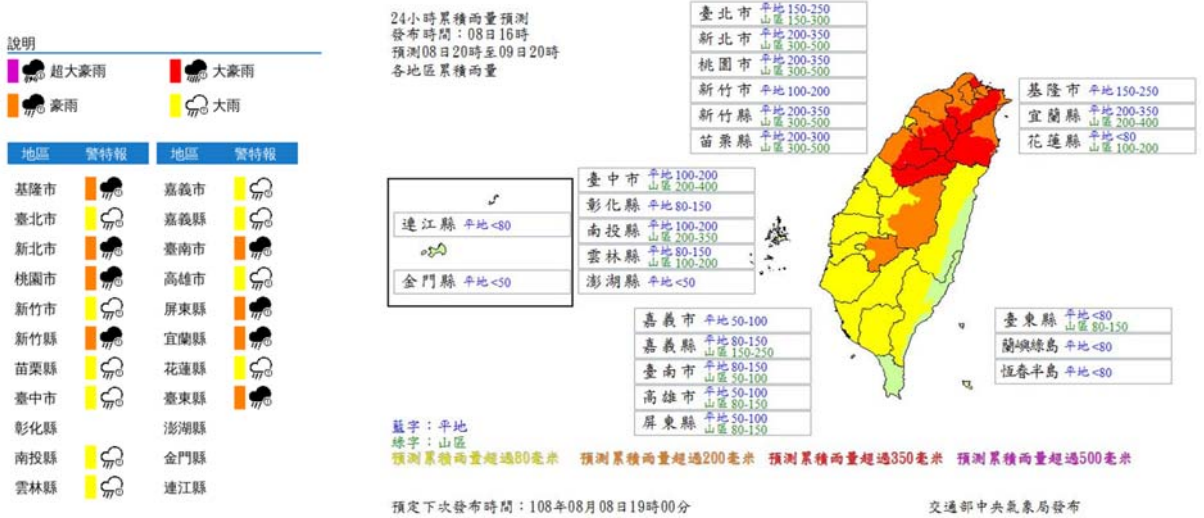 說明
超大豪雨 大豪雨
豪雨 大雨
地區 警特報 地區 警特報
基隆市 嘉義市
臺北市 嘉義縣
新北市 臺南市
桃園市 高雄市
新竹市 屏東縣
新竹縣 宜蘭縣
苗栗縣 花蓮縣
臺中市 臺東縣
彰化縣 澎湖縣
南投縣 金門縣
雲林縣 連江縣
24小時累積雨量預測
發布時間：08日16時
預測08日20時至09日20時
各地區累積雨量
臺北市 平地150-250
山區150-300
新北市 平地200-350
山區300-500
桃園市 平地200-350
山區300-500
新竹市 平地100-200
新竹縣 平地200-350
山區300-500
苗栗縣 平地200-300
山區300-500
基隆市 平地150-250
宜蘭縣 平地200-350
山區200-400
花蓮縣 平地<80
山區100-200
連江縣 平地<80
金門縣 平地<50
臺中市 平地100-200
山區200-400
彰化縣 平地80-150
南投縣 平地100-200
山區200-350
雲林縣 平地80-150
山區100-200
澎湖縣 平地<50
嘉義市 平地50-100
嘉義縣 平地80-150
山區150-250
臺南市 平地80-150
山區50-100
高雄市 平地50-100
山區80-150
屏東縣 平地50-100
山區80-150
臺東縣 平地<80
山區80-150
蘭嶼綠島 平地<80
恆春半島 平地<80
藍字：平地
綠字：山區
預測累積雨量超過80毫米 預測累積雨量超過200毫米 預測累積雨量超過350毫米 預測累積雨量超過500毫米
預定下次發布時間：108年08月08日19時00分 交通部中央氣象局發布